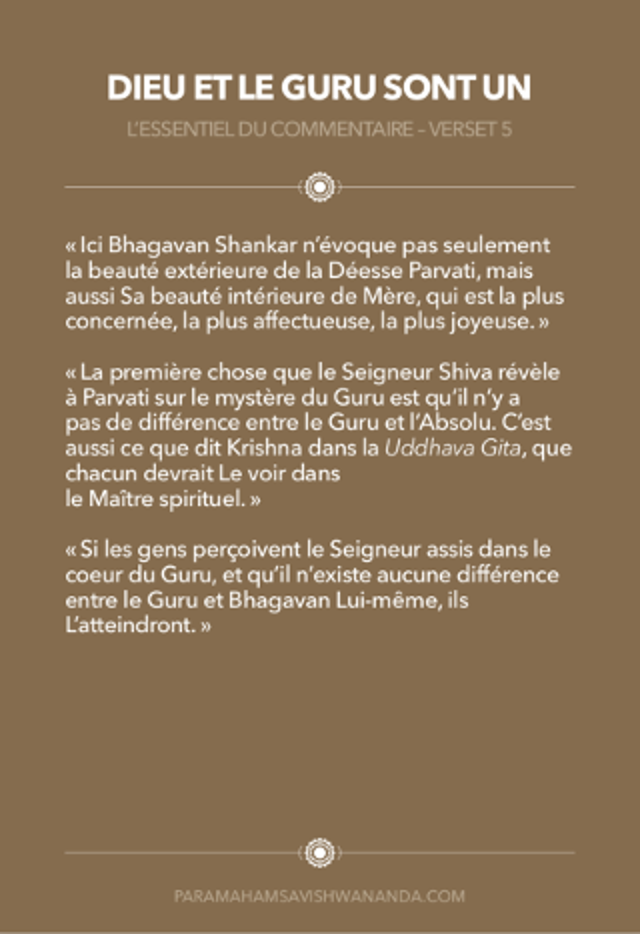 DIEU ET LE GURU SONT UN
L'ESSENTIEL DU COMMENTAIRE – VERSET 5
« Ici Bhagavan Shankar n'évoque pas seulement
la beauté extérieure de la Déesse Parvati, mais
aussi Sa beauté intérieure de Mère, qui est la plus
concernée, la plus affectueuse, la plus joyeuse. »
« La première chose que le Seigneur Shiva révèle
à Parvati sur le mystère du Guru est qu'il n'y a
pas de différence entre le Guru et l'Absolu. C'est
aussi ce que dit Krishna dans la Uddhava Gita, que
chacun devrait Le voir dans
le Maître spirituel. »
« Si les gens perçoivent le Seigneur assis dans le
coeur du Guru, et qu'il n'existe aucune différence
entre le Guru et Bhagavan Lui-même, ils
L'atteindront. »
PARAMAHAMSAVISHWANANDA.COM